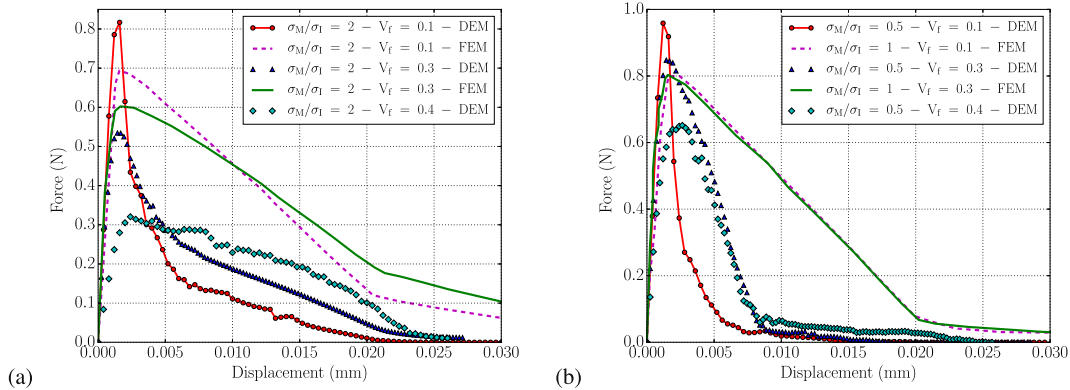 0.8
0.7
0.6
0.5
0.4
0.3
0.2
0.1
0.0
Force (N)
σM/σI = 2 − Vf = 0.1 − DEM
σM/σI = 2 − Vf = 0.1 − FEM
σM/σI = 2 − Vf = 0.3 − DEM
σM/σI = 2 − Vf = 0.3 − FEM
σM/σI = 2 − Vf = 0.4 − DEM
0.000 0.005 0.010 0.015 0.020 0.025 0.030
Displacement (mm)
(a)
1.0
0.8
0.6
0.4
0.2
0.0
Force (N)
σM/σI = 0.5 − Vf = 0.1 − DEM
σM/σI = 1 − Vf = 0.1 − FEM
σM/σI = 0.5 − Vf = 0.3 − DEM
σM/σI = 1 − Vf = 0.3 − FEM
σM/σI = 0.5 − Vf = 0.4 − DEM
0.000 0.005 0.010 0.015 0.020 0.025 0.030
Displacement (mm)
(b)